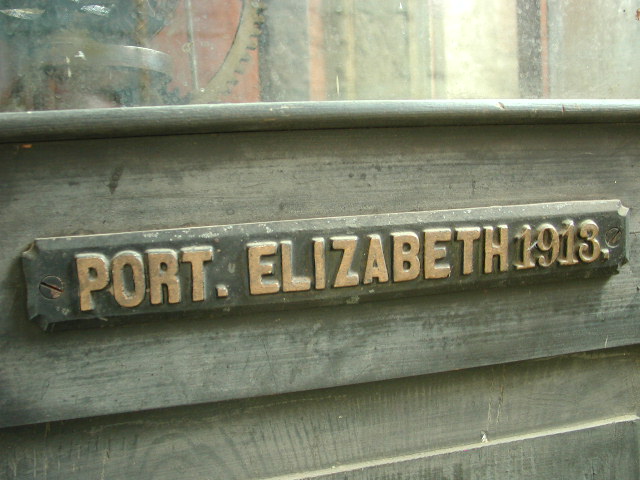 PORT. ELIZABETH 1913.